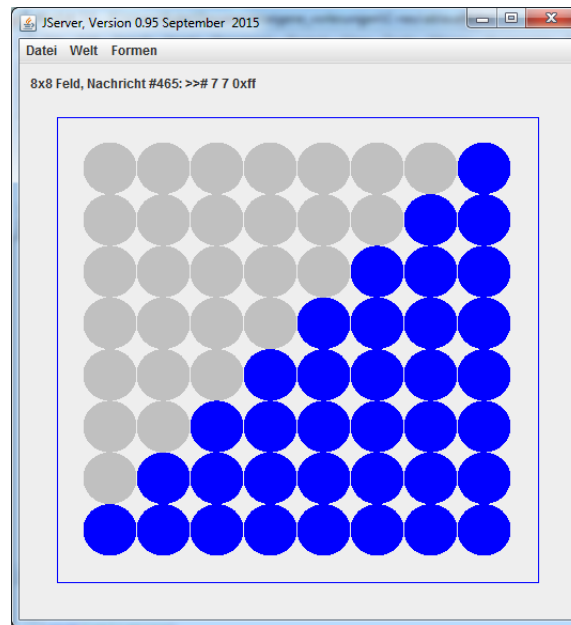 JServer, Version 0.95 September 2015
Datei Welt Formen
8x8 Feld, Nachricht #465: >># 7 7 0xff